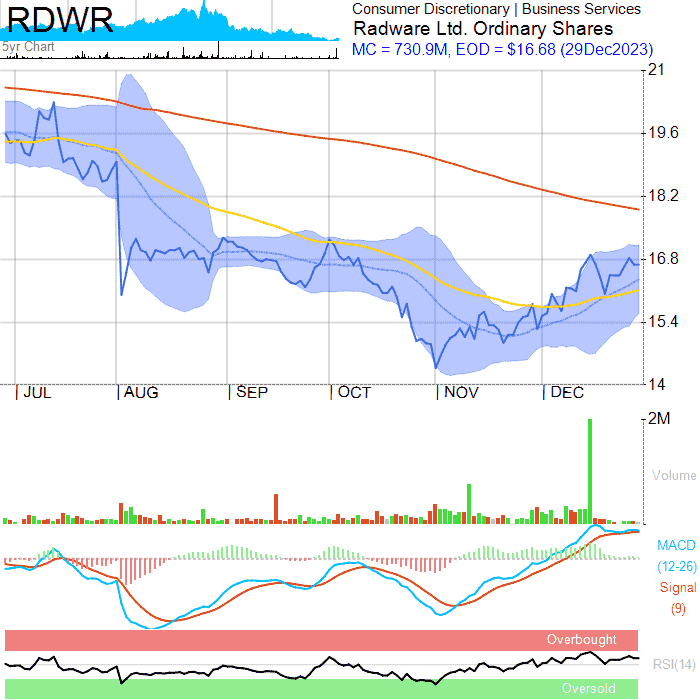 RDWR
5yr Chart
Consumer Discretionary | Business Services
Radware Ltd. Ordinary Shares
MC = 730.9M, EOD = $16.68 (29Dec2023)
21
19.6
18.2
16.8
15.4
14
JUL AUG SEP OCT NOV DEC
2M
Volume
MACD
(12-26)
Signal
(9)
Overbought
RSI(14)
Oversold